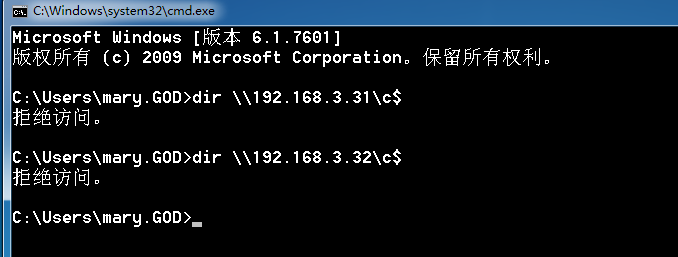 C:\Windows\system32\cmd.exe
Microsoft Windows [版本 6.1.7601]
版权所有 (c) 2009 Microsoft Corporation。保留所有权利。
C:\Users\mary.GOD>dir \\192.168.3.31\c$
拒绝访问。
C:\Users\mary.GOD>dir \\192.168.3.32\c$
拒绝访问。
C:\Users\mary.GOD>_